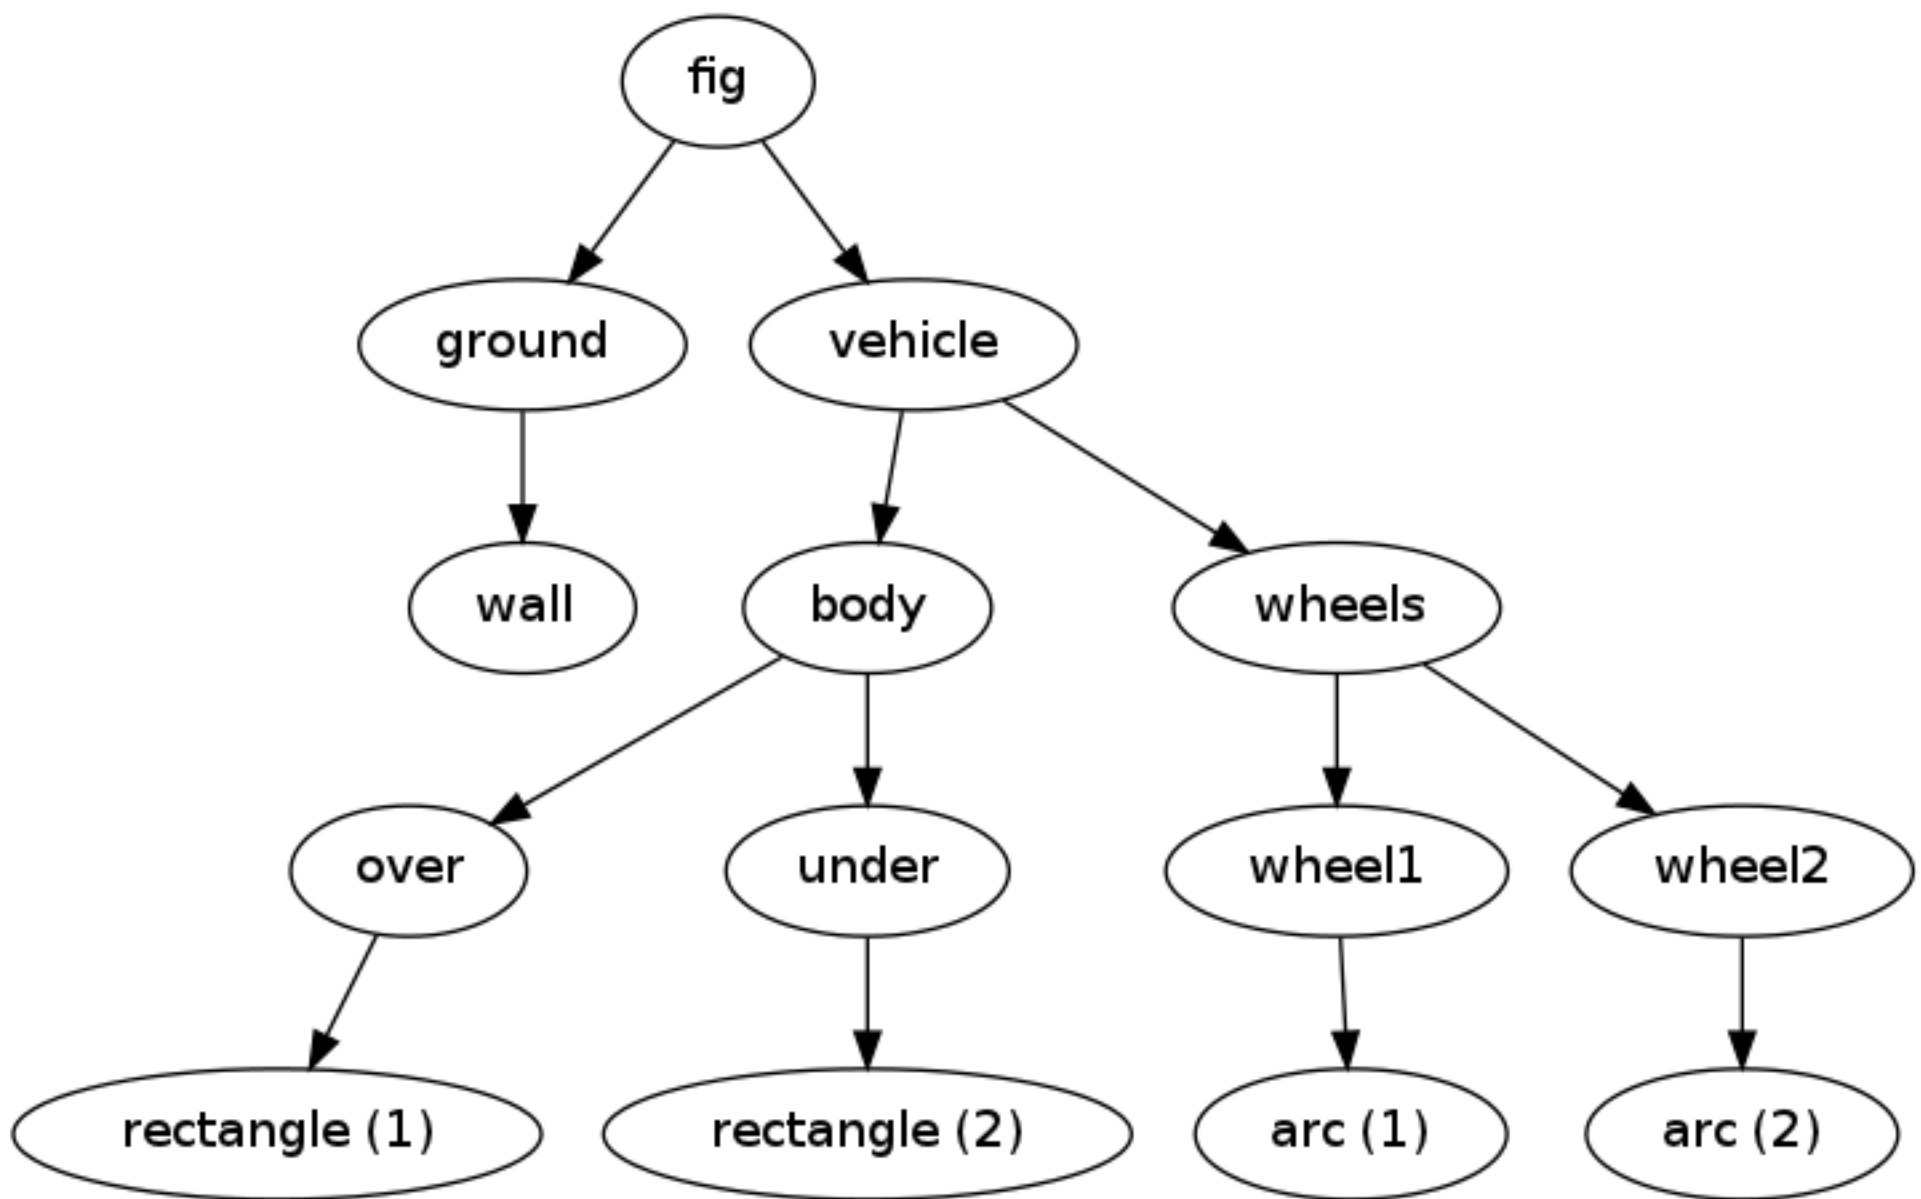 fig
ground
vehicle
wall
body
wheels
over
under
wheel1
wheel2
rectangle (1)
rectangle (2)
arc (1)
arc (2)